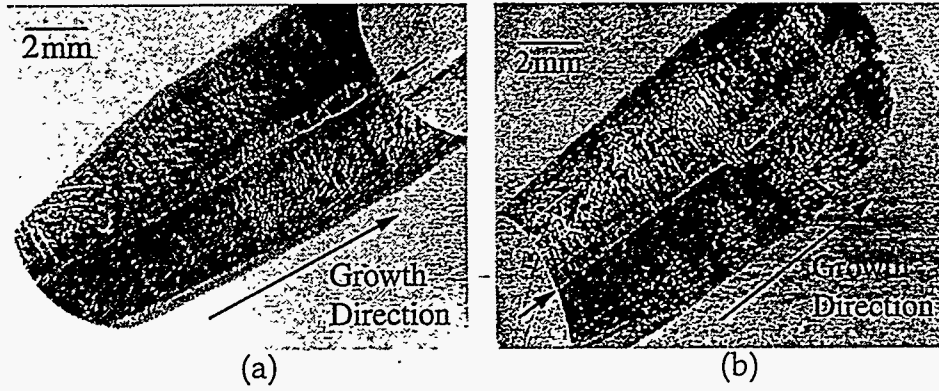 2mm
Growth
Direction
(a)
2mm
Growth
Direction
(b)